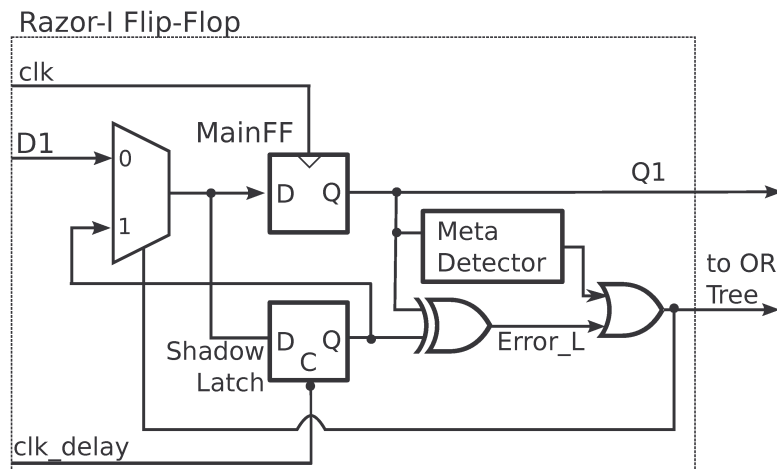 Razor-I Flip-Flop
clk
D1
0
1
MainFF
D Q
Q1
Meta
Detector
to OR
Tree
Shadow
Latch
D Q
C
Error_L
clk_delay